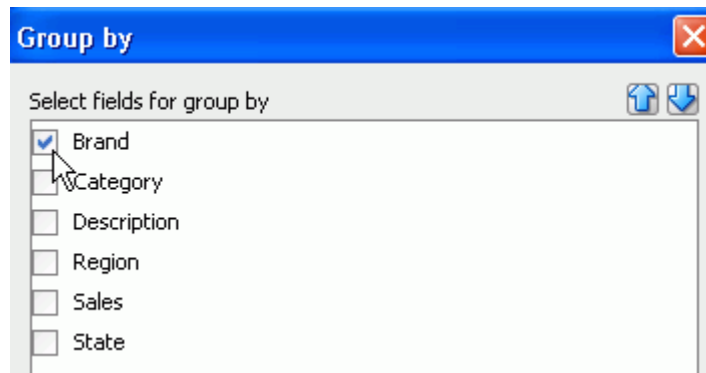 Group by
Select fields for group by
Brand
Category
Description
Region
Sales
State